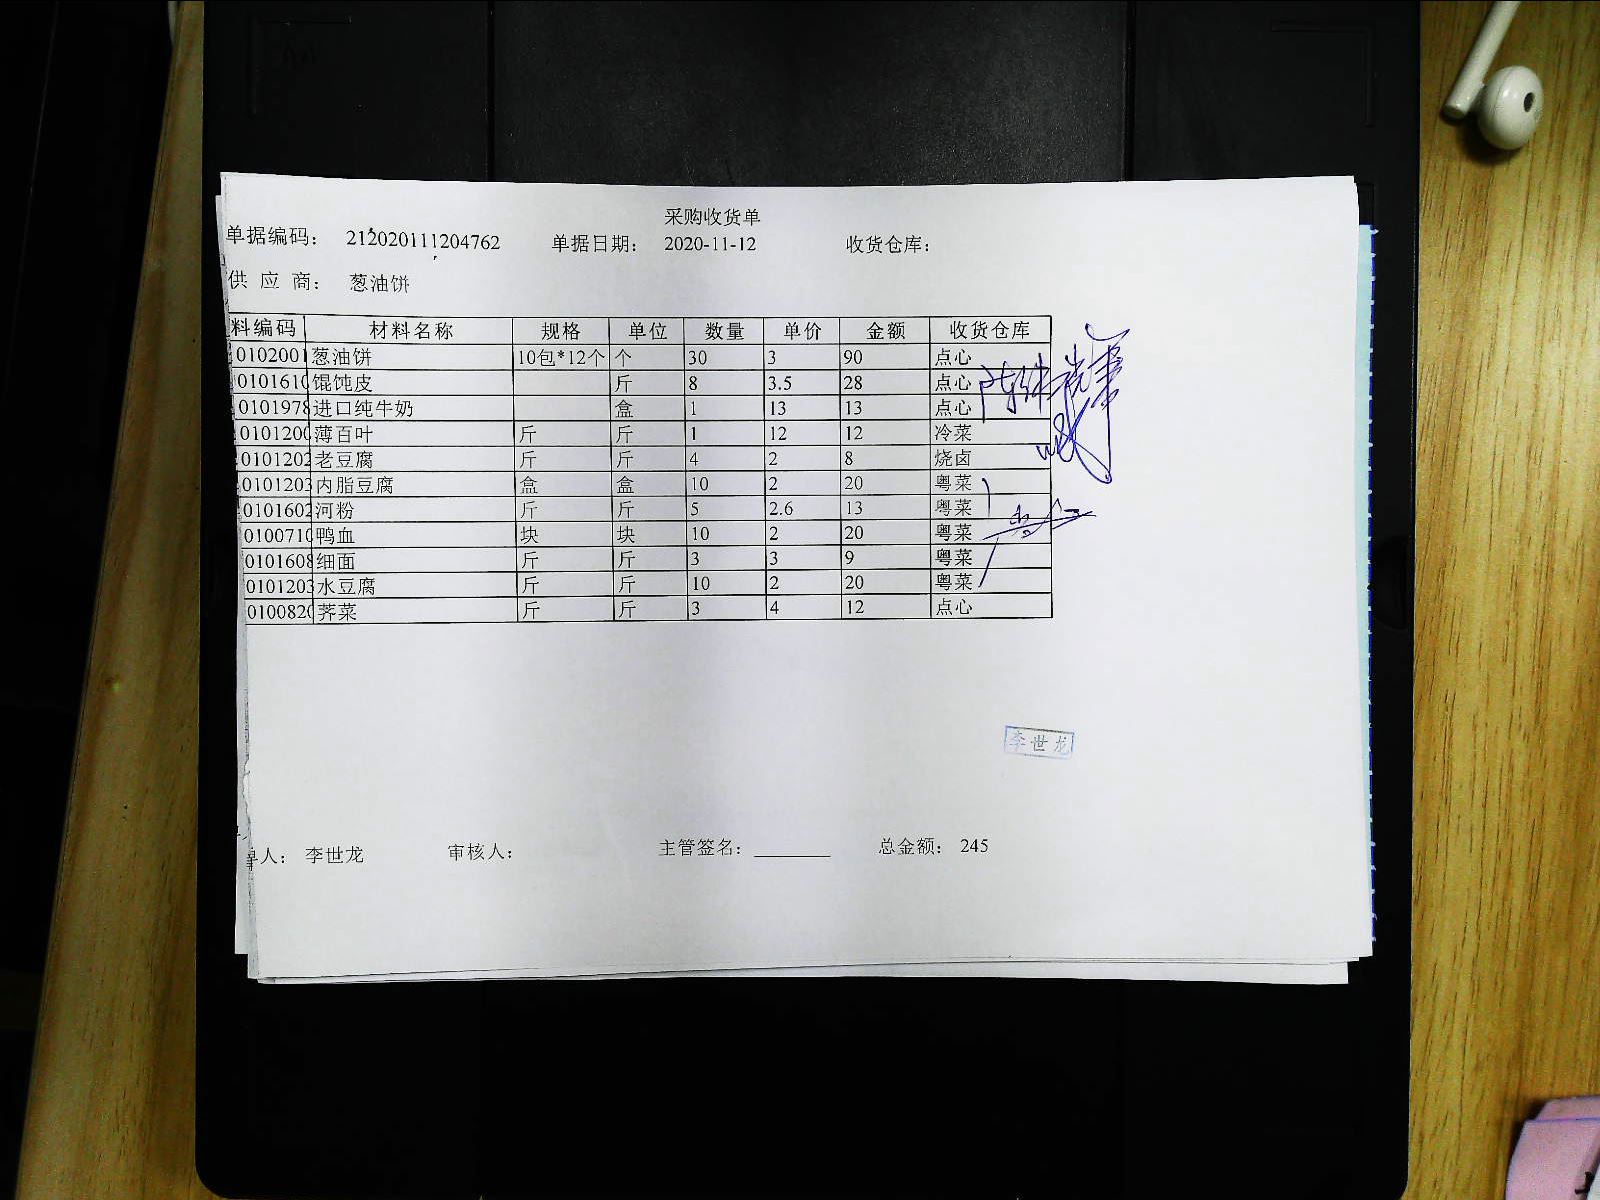 采购收货单
单据编码： 212020111204762 单据日期： 2020-11-12 收货仓库：
供 应 商： 葱油饼
料编码 材料名称 规格 单位 数量 单价 金额 收货仓库
0102001 葱油饼 10包*12个 个 30 3 90 点心
0101610 馄饨皮 斤 8 3.5 28 点心
0101978 进口纯牛奶 盒 1 13 13 点心
0101200 薄百叶 斤 斤 1 12 12 冷菜
0101202 老豆腐 斤 斤 4 2 8 烧卤
0101203 内脂豆腐 盒 盒 10 2 20 粤菜
0101602 河粉 斤 斤 5 2.6 13 粤菜
0100710 鸭血 块 块 10 2 20 粤菜
0101608 细面 斤 斤 3 3 9 粤菜
0101203 水豆腐 斤 斤 10 2 20 粤菜
0100820 荠菜 斤 斤 3 4 12 点心
李世龙
单人： 李世龙 审核人： 主管签名： 总金额： 245